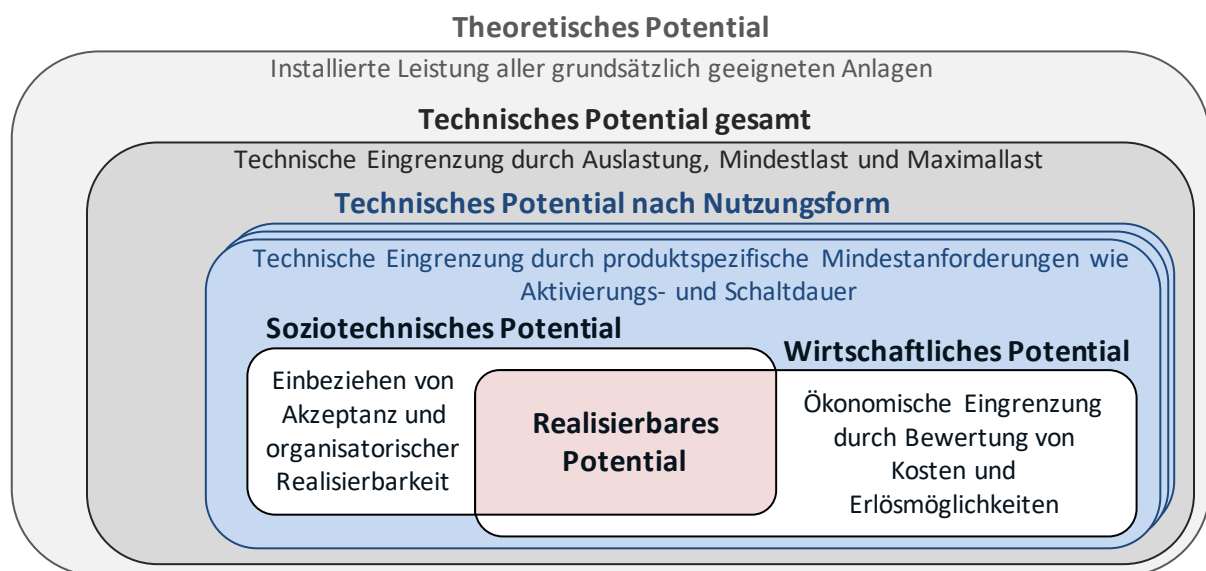 Theoretisches Potential
Installierte Leistung aller grundsätzlich geeigneten Anlagen
Technisches Potential gesamt
Technische Eingrenzung durch Auslastung, Mindestlast und Maximallast
Technisches Potential nach Nutzungsform
Technische Eingrenzung durch produktspezifische Mindestanforderungen wie
Aktivierungs- und Schaltdauer
Soziotechnisches Potential
Einbeziehen von
Akzeptanz und
organisatorischer
Realisierbarkeit
Realisierbares
Potential
Wirtschaftliches Potential
Ökonomische Eingrenzung
durch Bewertung von
Kosten und
Erlösmöglichkeiten